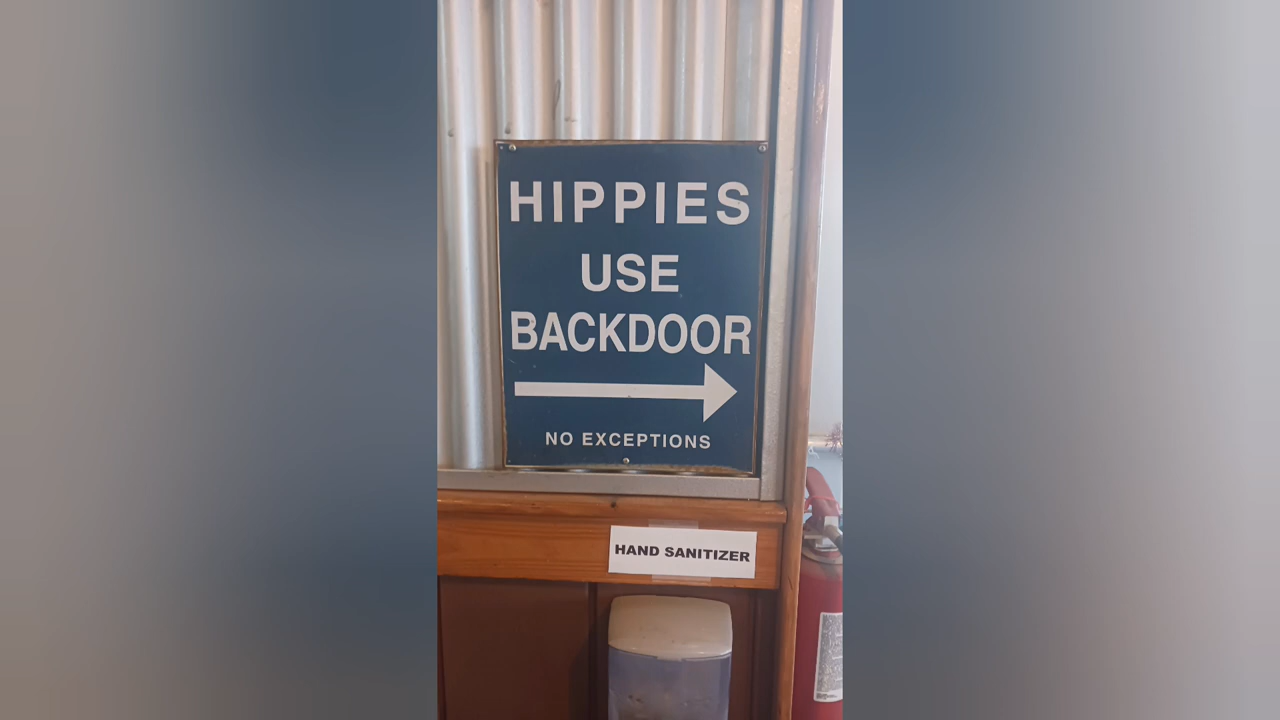 HIPPIES
USE
BACKDOOR
NO EXCEPTIONS
HAND SANITIZER